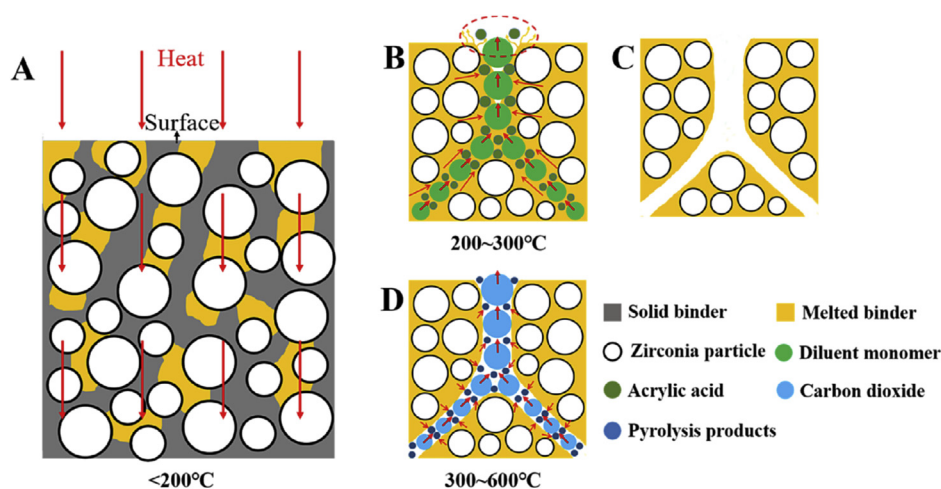 A
Heat
Surface
<200℃
B
200~300℃
C
D
300~600℃
Solid binder
Melted binder
Zirconia particle
Diluent monomer
Acrylic acid
Carbon dioxide
Pyrolysis products